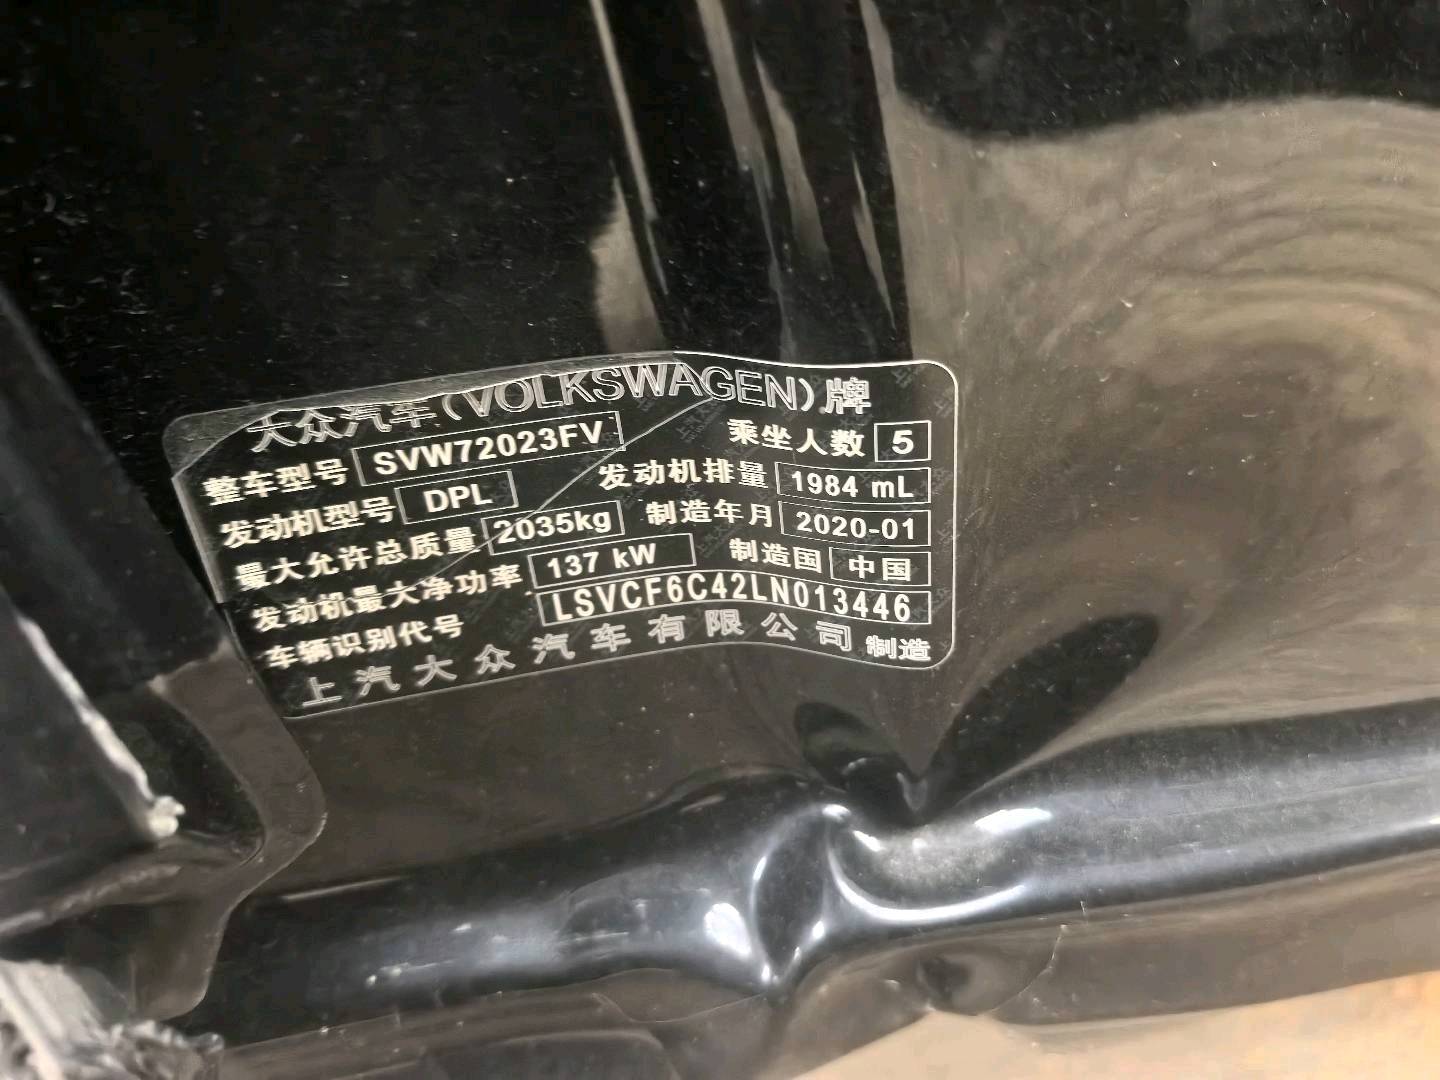 大众汽车(VOLKSWAGEN)牌
整车型号 SVW72023FV 乘坐人数 5
发动机型号 DPL 发动机排量 1984 mL
最大允许总质量 2035kg 制造年月 2020-01
发动机最大净功率 137 kW 制造国 中国
车辆识别代号 LSVCF6C42LN013446
上汽大众汽车有限公司 制造